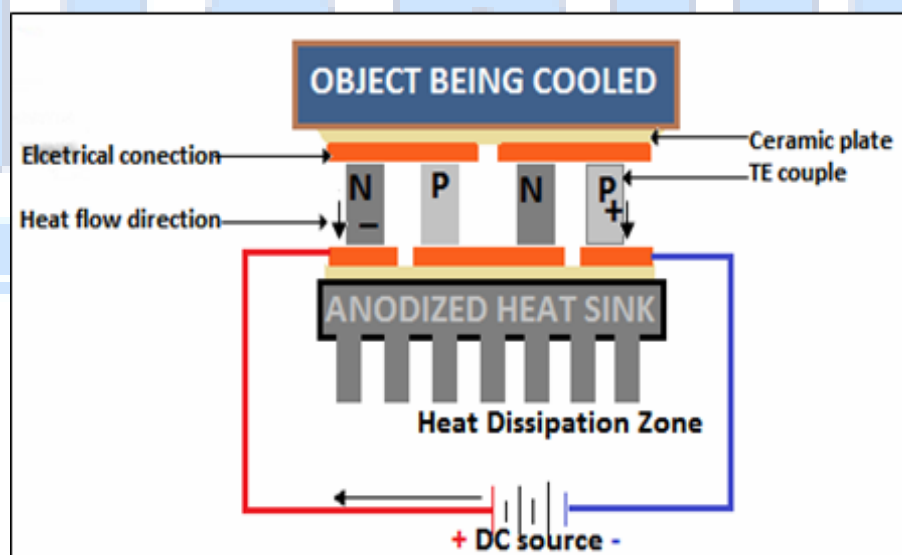 OBJECT BEING COOLED
Ceramic plate
Elcetrical conection
TE couple
N
P
N
P
Heat flow direction
–
+
ANODIZED HEAT SINK
Heat Dissipation Zone
+ DC source -